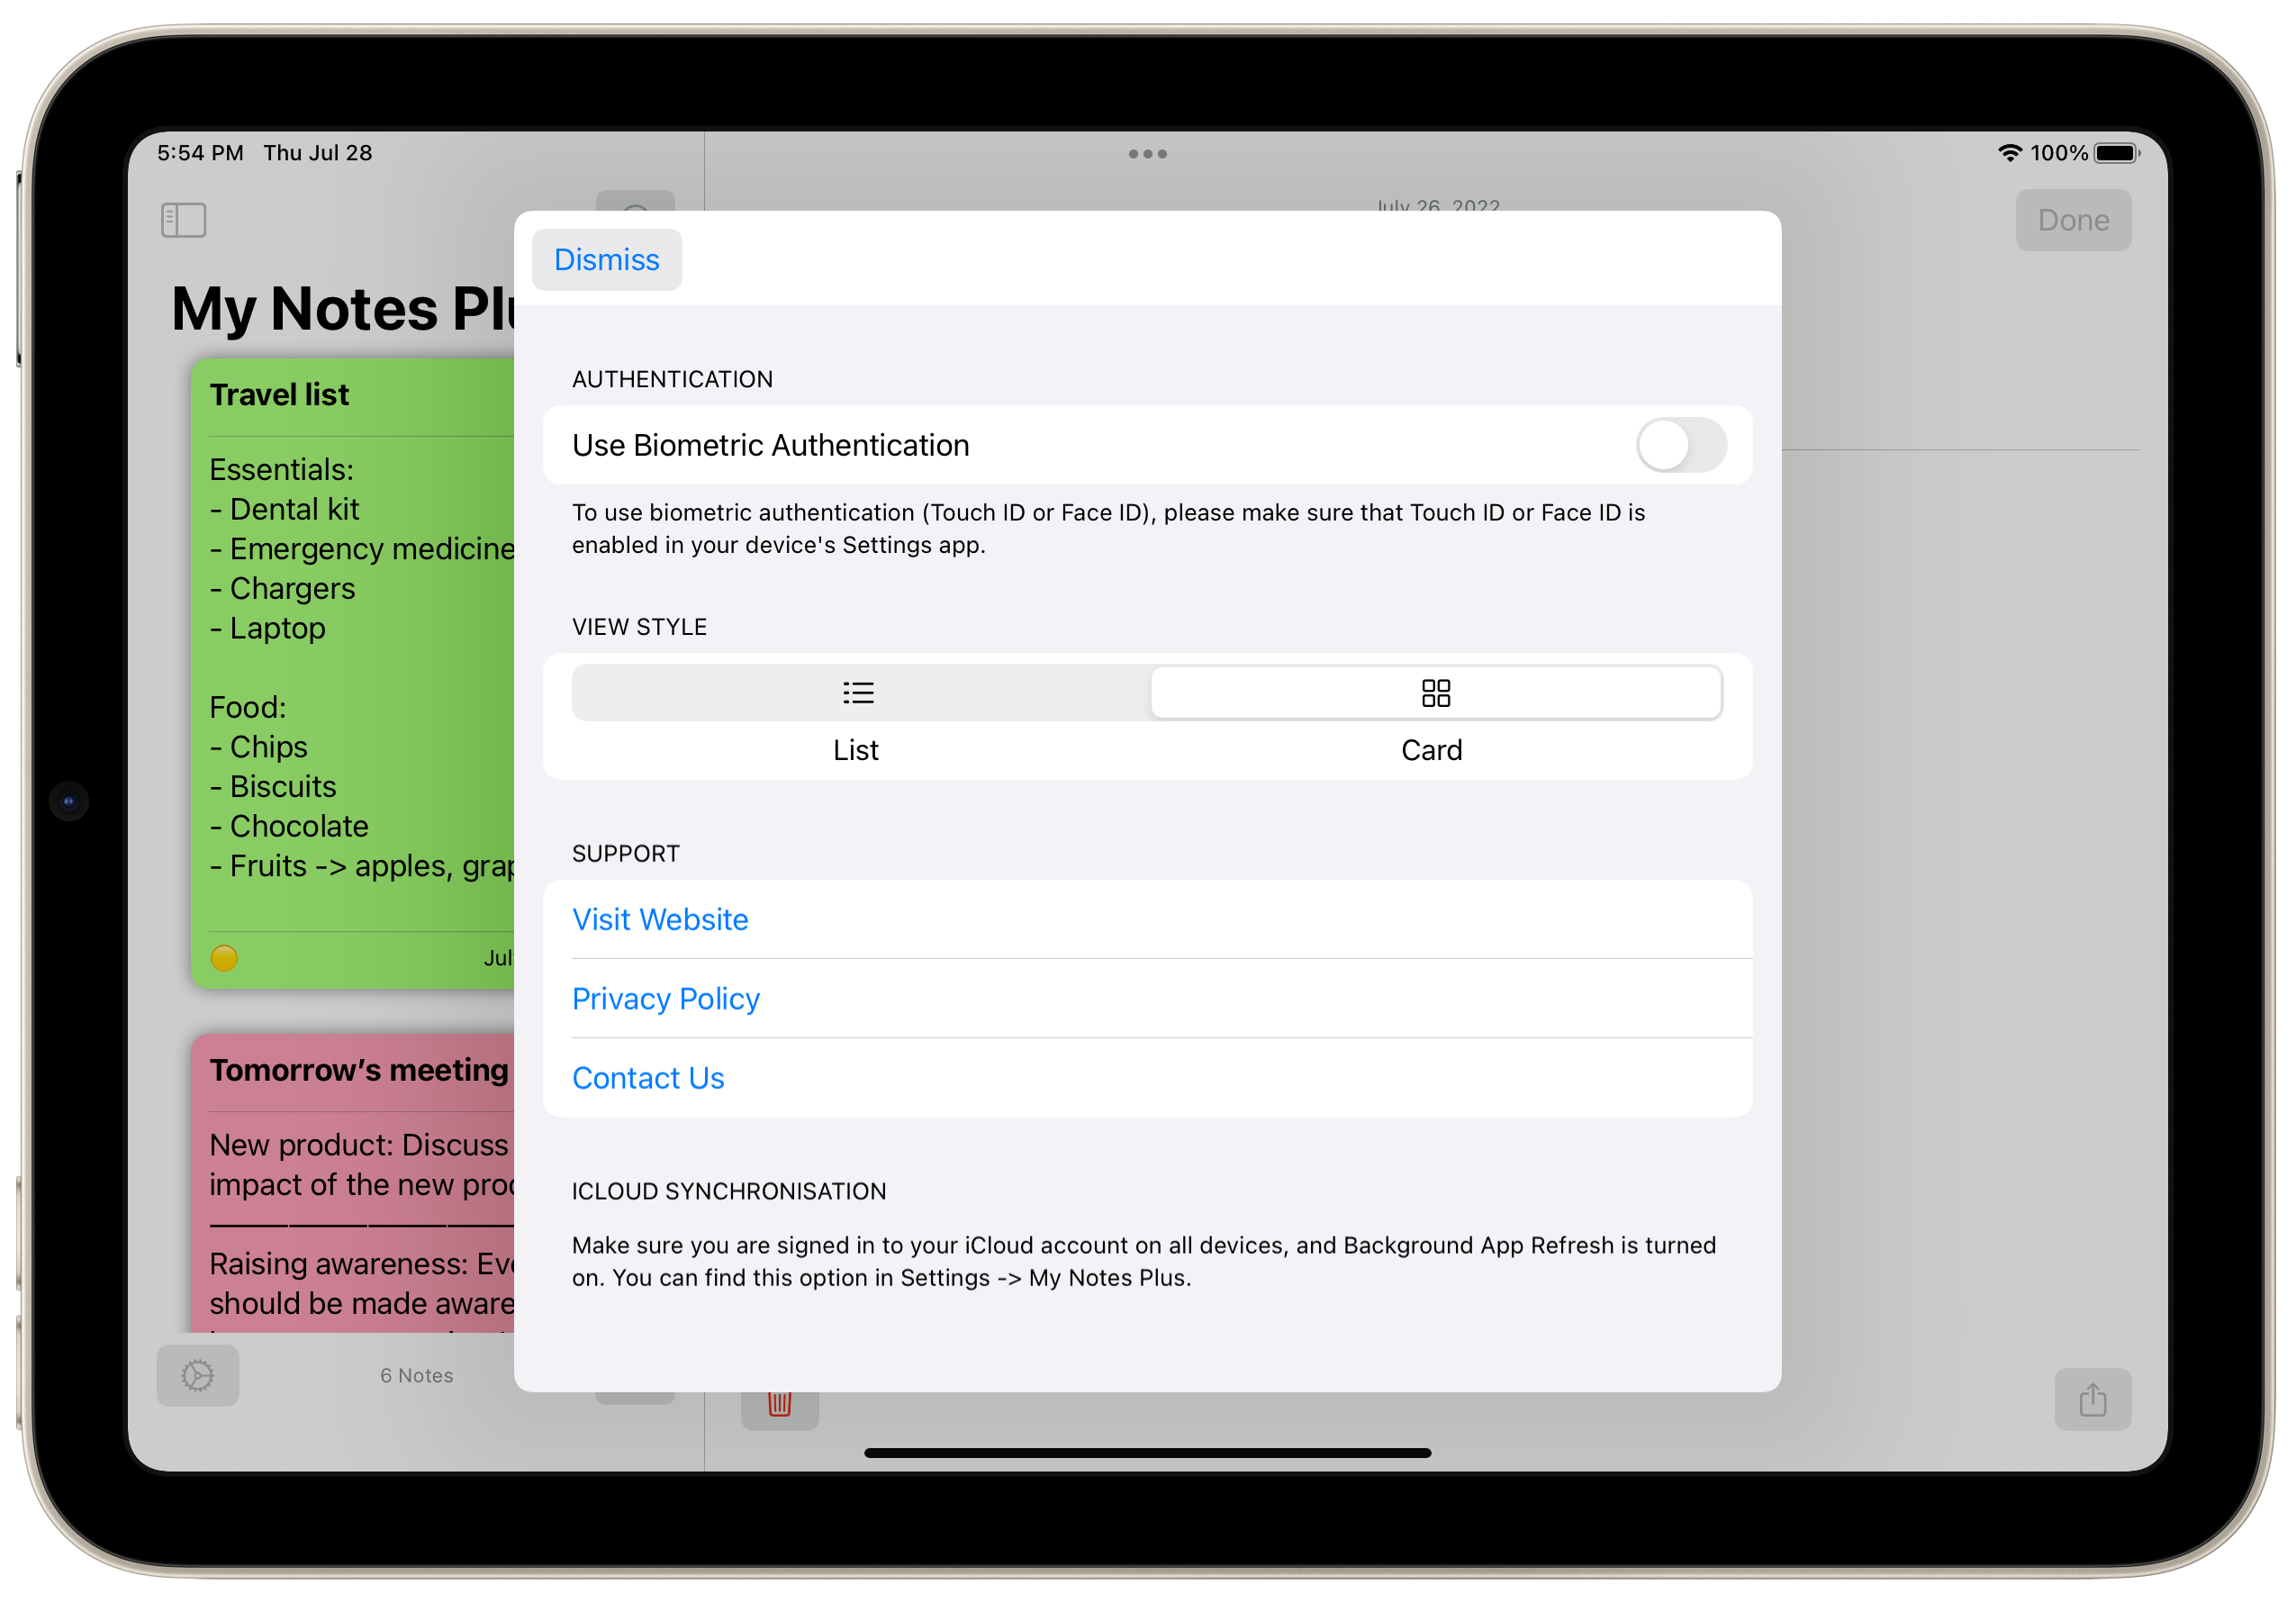 5:54 PM Thu Jul 28
100%
July 26, 2022
Done
Dismiss
My Notes
Travel list
Essentials:
- Dental kit
- Emergency medicine
- Chargers
- Laptop
Food:
- Chips
- Biscuits
- Chocolate
- Fruits -> apples,
Tomorrow’s meeting
New product: Discuss
impact of the new
Raising awareness:
should be made aware
6 Notes
AUTHENTICATION
Use Biometric Authentication
To use biometric authentication (Touch ID or Face ID), please make sure that Touch ID or Face ID is
enabled in your device's Settings app.
VIEW STYLE
List
Card
SUPPORT
Visit Website
Privacy Policy
Contact Us
ICLOUD SYNCHRONISATION
Make sure you are signed in to your iCloud account on all devices, and Background App Refresh is turned
on. You can find this option in Settings -> My Notes Plus.